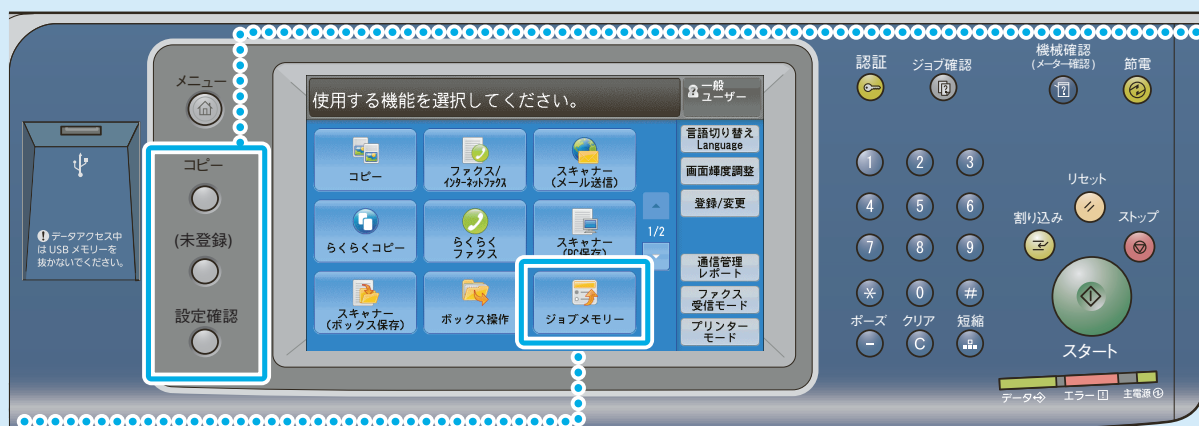 メニュー
コピー
(未登録)
設定確認
データアクセス中
は USB メモリーを
抜かないでください。
使用する機能を選択してください。
一般
ユーザー
コピー
ファクス/
インターネットファクス
スキャナー
(メール送信)
らくらくコピー
らくらく
ファクス
スキャナー
(PC保存)
スキャナー
(ボックス保存)
ボックス操作
ジョブメモリー
1/2
言語切り替え
Language
画面輝度調整
登録/変更
通信管理
レポート
ファクス
受信モード
プリンター
モード
認証
ジョブ確認
機械確認
(メーター確認)
節電
1 2 3
4 5 6
7 8 9
* 0 #
ポーズ
クリア
短縮
− C
リセット
割り込み
ストップ
スタート
データ
エラー
主電源